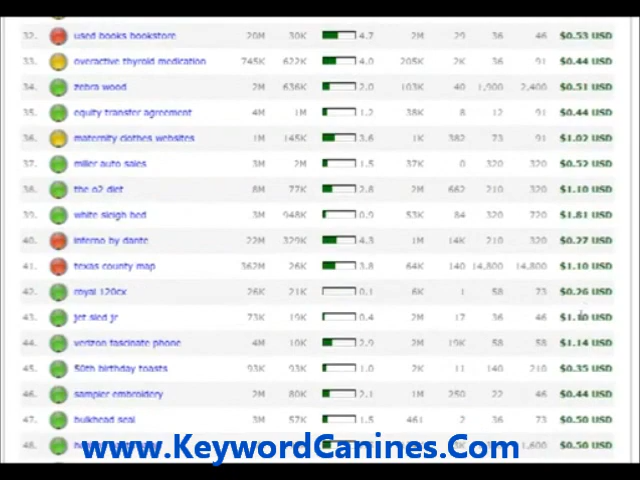 32. used books bookstore 20M 30K 4.7 2M 29 36 46 $0.53 USD
33. overactive thyroid medication 745K 622K 4.0 205K 2K 36 91 $0.44 USD
34. zebra wood 2M 636K 2.0 103K 40 1,900 2,400 $0.51 USD
35. equity transfer agreement 4M 1M 1.2 38K 8 12 91 $0.44 USD
36. maternity clothes websites 1M 145K 3.6 1K 382 73 91 $1.02 USD
37. miller auto sales 3M 2M 1.5 37K 0 320 320 $0.52 USD
38. the o2 diet 8M 77K 2.8 2M 662 210 320 $1.10 USD
39. white sleigh bed 3M 948K 0.9 53K 84 320 720 $1.81 USD
40. inferno by dante 22M 329K 4.3 1M 14K 210 320 $0.27 USD
41. texas county map 362M 26K 3.8 64K 140 14,800 14,800 $1.10 USD
42. royal 120cx 26K 21K 0.1 6K 1 58 73 $0.26 USD
43. jet sled jr 73K 19K 0.4 2M 17 36 46 USD
44. verizon fascinate phone 4M 10K 2.9 2M 19K 58 58 $1.14 USD
45. 50th birthday toasts 93K 93K 1.0 2K 11 140 210 $0.35 USD
46. sampler embroidery 2M 80K 2.1 1M 250 22 46 $0.44 USD
47. bulkhead seal 3M 57K 1.5 461 2 36 73 $0.50 USD
48. 1,600 $0.50 USD
www.KeywordCanines.Com